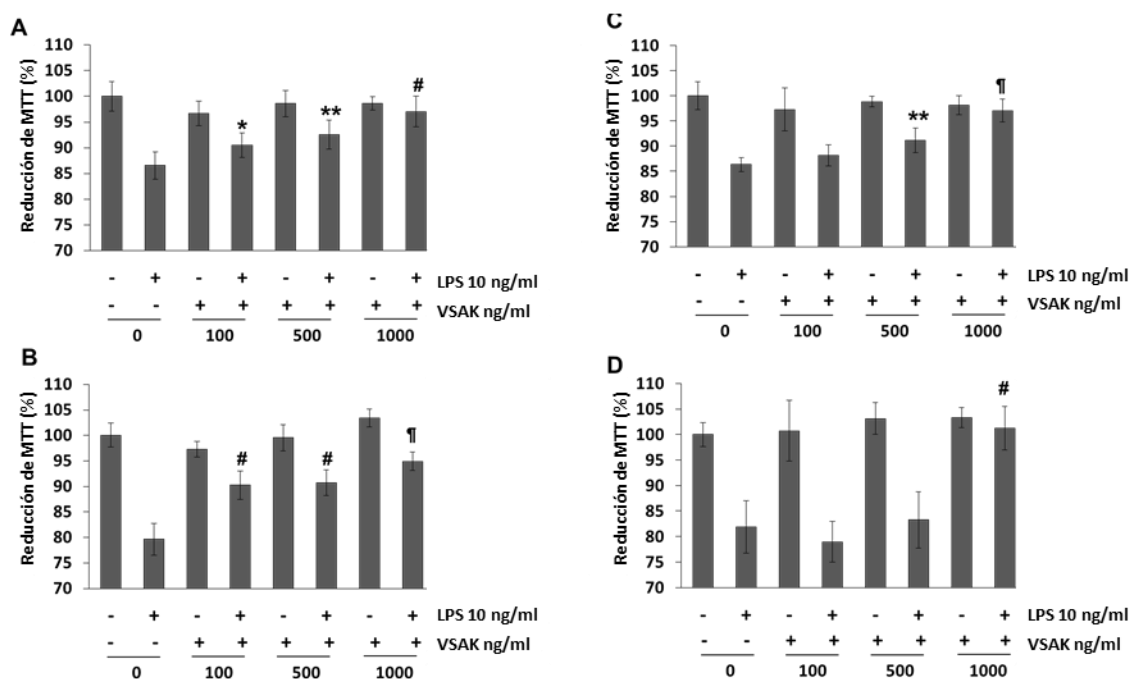 A
Reducción de MTT (%)
110
105
100
95
90
85
80
75
70
* ** #
- + - + - + - + LPS 10 ng/ml
- - + + + + + + VSAK ng/ml
0 100 500 1000
B
Reducción de MTT (%)
110
105
100
95
90
85
80
75
70
# # ¶
- + - + - + - + LPS 10 ng/ml
- - + + + + + + VSAK ng/ml
0 100 500 1000
C
Reducción de MTT (%)
110
105
100
95
90
85
80
75
70
** ¶
- + - + - + - + LPS 10 ng/ml
- - + + + + + + VSAK ng/ml
0 100 500 1000
D
Reducción de MTT (%)
110
105
100
95
90
85
80
75
70
#
- + - + - + - + LPS 10 ng/ml
- - + + + + + + VSAK ng/ml
0 100 500 1000